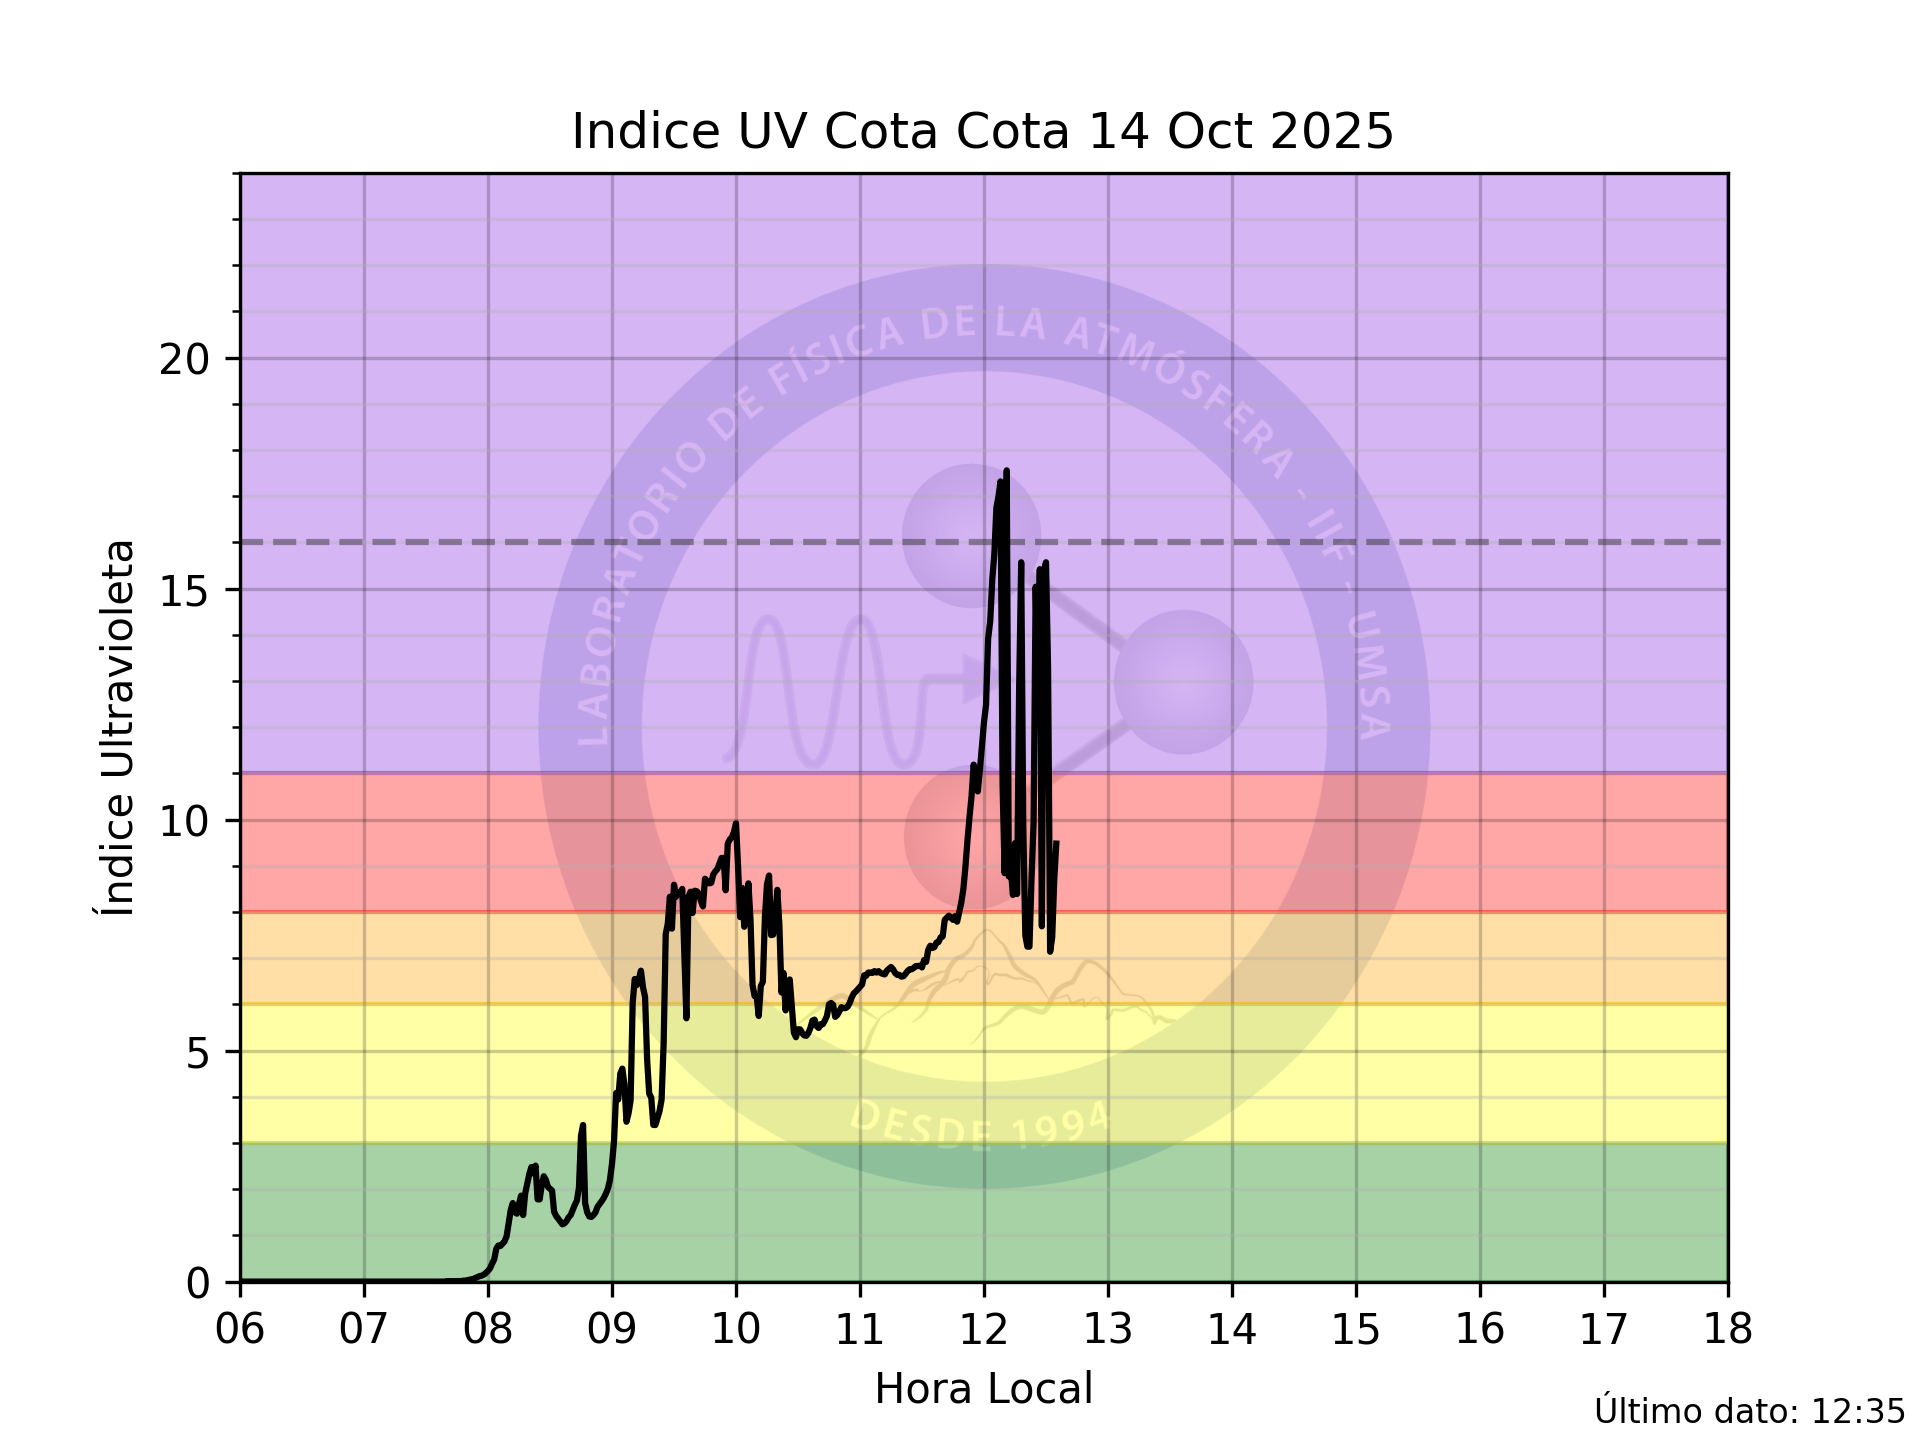 Indice UV Cota Cota 14 Oct 2025
Índice Ultravioleta
20
15
10
5
0
LABORATORIO DE FÍSICA DE LA ATMÓSFERA - IIF - UMSA
DESDE 1994
06 07 08 09 10 11 12 13 14 15 16 17 18
Hora Local
Último dato: 12:35